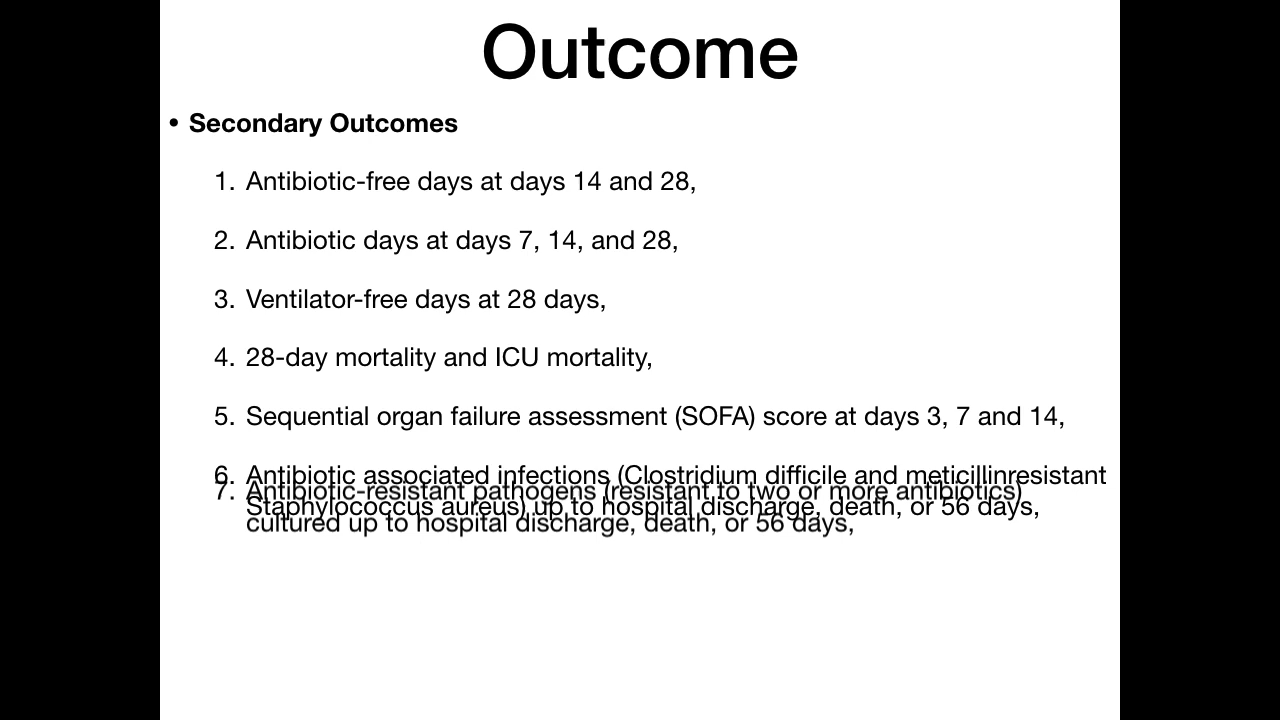 Outcome
• Secondary Outcomes
1. Antibiotic-free days at days 14 and 28,
2. Antibiotic days at days 7, 14, and 28,
3. Ventilator-free days at 28 days,
4. 28-day mortality and ICU mortality,
5. Sequential organ failure assessment (SOFA) score at days 3, 7 and 14,
6. Antibiotic associated infections (Clostridium difficile and meticillinresistant
Staphylococcus aureus) up to hospital discharge, death, or 56 days,
7. Antibiotic-resistant pathogens (resistant to two or more antibiotics)
cultured up to hospital discharge, death, or 56 days,